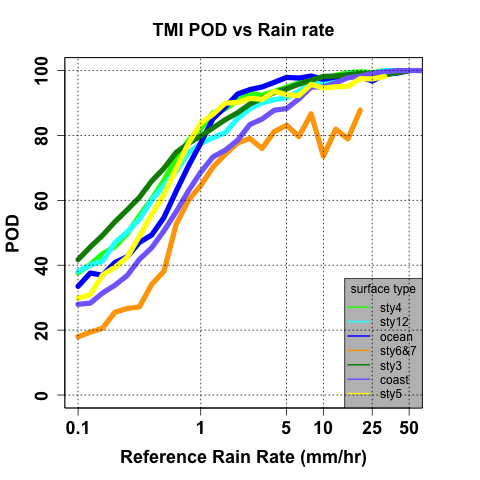 TMI POD vs Rain rate
POD
100
80
60
40
20
0
surface type
sty4
sty12
ocean
sty6&7
sty3
coast
sty5
0.1 1 5 10 25 50
Reference Rain Rate (mm/hr)